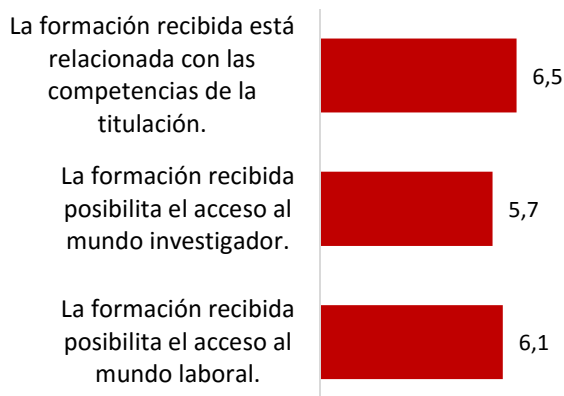 La formación recibida está
relacionada con las
competencias de la
titulación.
6,5
La formación recibida
posibilita el acceso al
mundo investigador.
5,7
La formación recibida
posibilita el acceso al
mundo laboral.
6,1